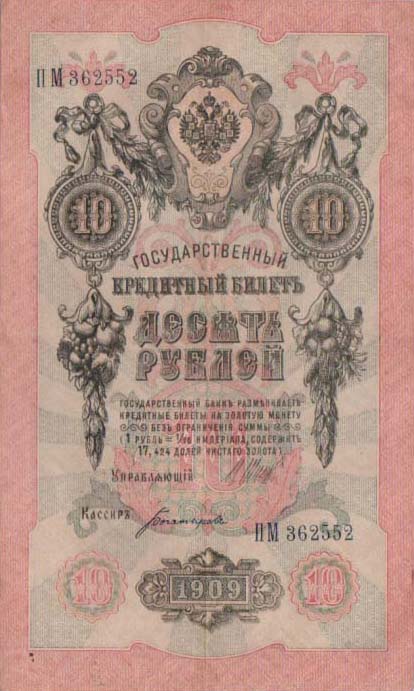 ПМ 362552
10 10
ГОСУДАРСТВЕННЫЙ
КРЕДИТНЫЙ БИЛЕТЪ
ДЕСЯТЬ
РУБЛЕЙ
ГОСУДАРСТВЕННЫЙ БАНКЪ РАЗМѢНИВАЕТЪ
КРЕДИТНЫЕ БИЛЕТЫ НА ЗОЛОТУЮ МОНЕТУ
БЕЗЪ ОГРАНИЧЕНІЯ СУММЫ
(1 РУБЛЬ = 1/15 ИМПЕРІАЛА, СОДЕРЖИТЪ
17,424 ДОЛЕЙ ЧИСТАГО ЗОЛОТА)
УПРАВЛЯЮЩІЙ
КАССИРЪ
ПМ 362552
10 1909 10